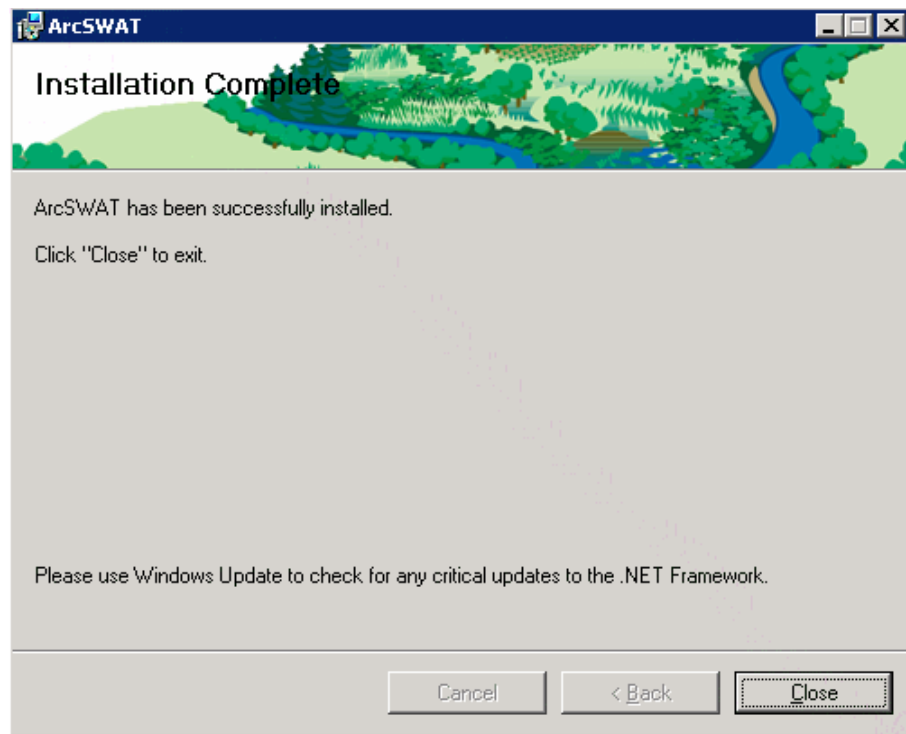 ArcSWAT
Installation Complete
ArcSWAT has been successfully installed.
Click "Close" to exit.
Please use Windows Update to check for any critical updates to the .NET Framework.
Cancel
< Back
Close